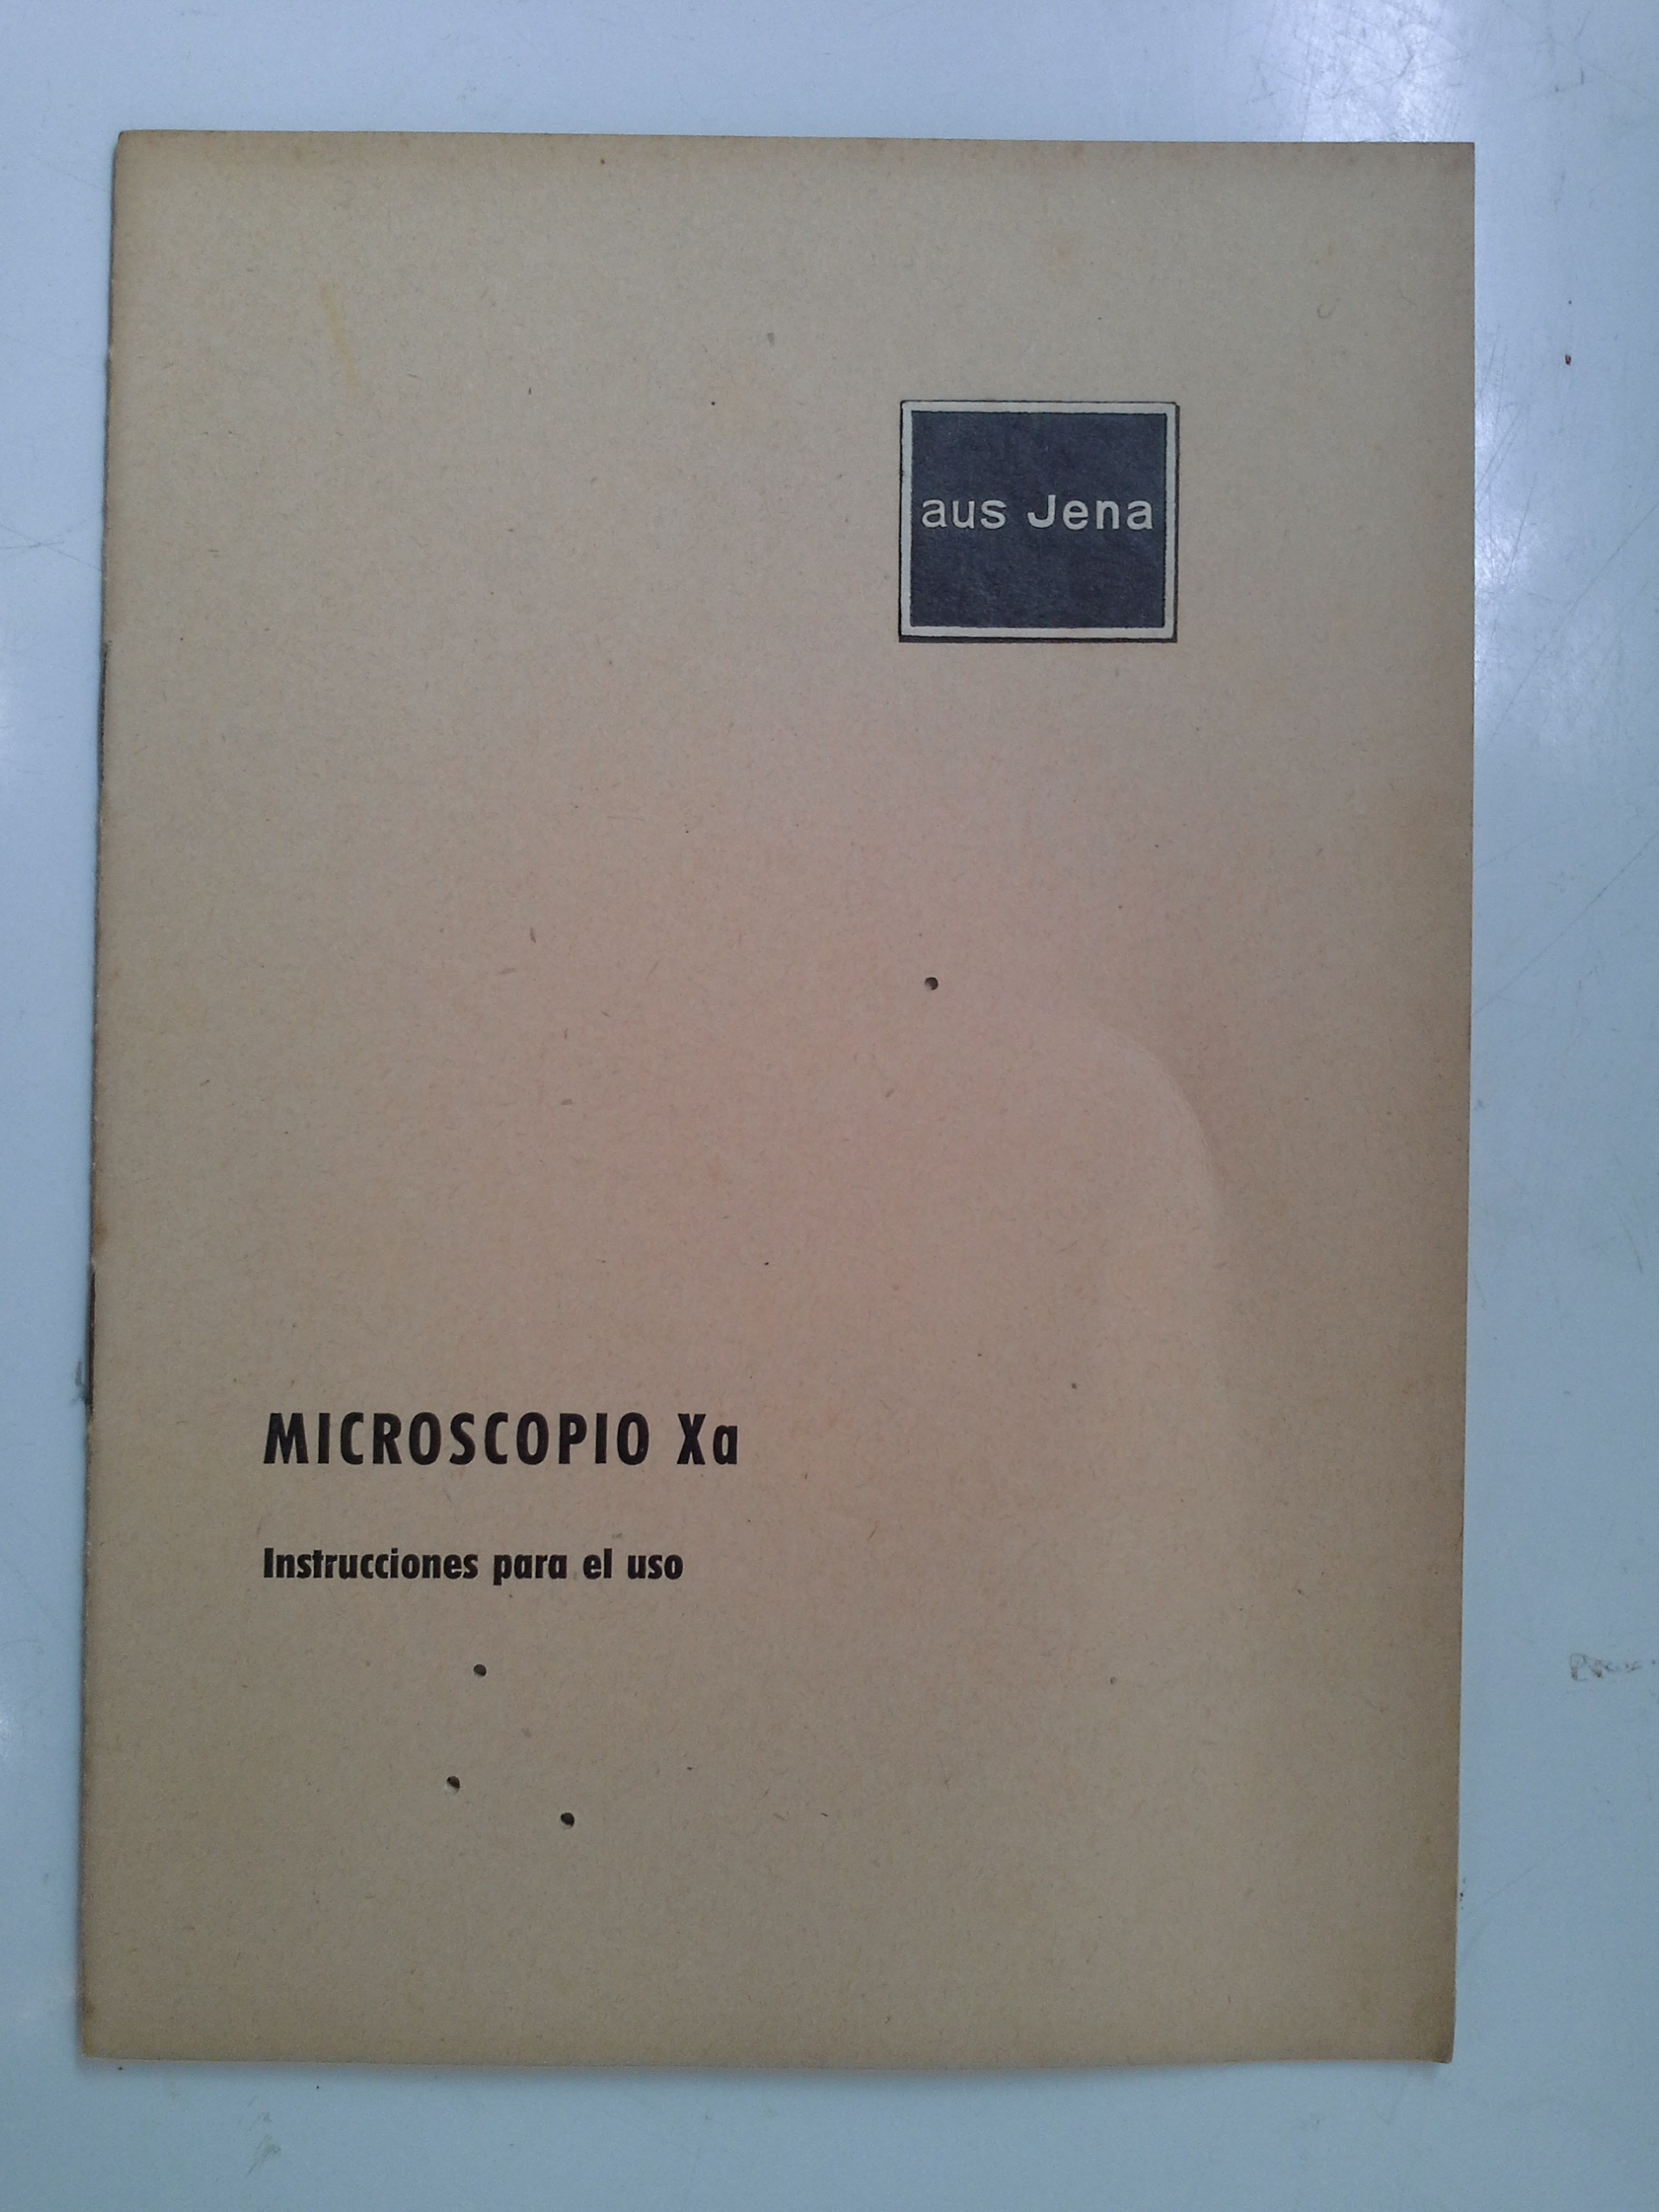 aus Jena
MICROSCOPIO Xa
Instrucciones para el uso